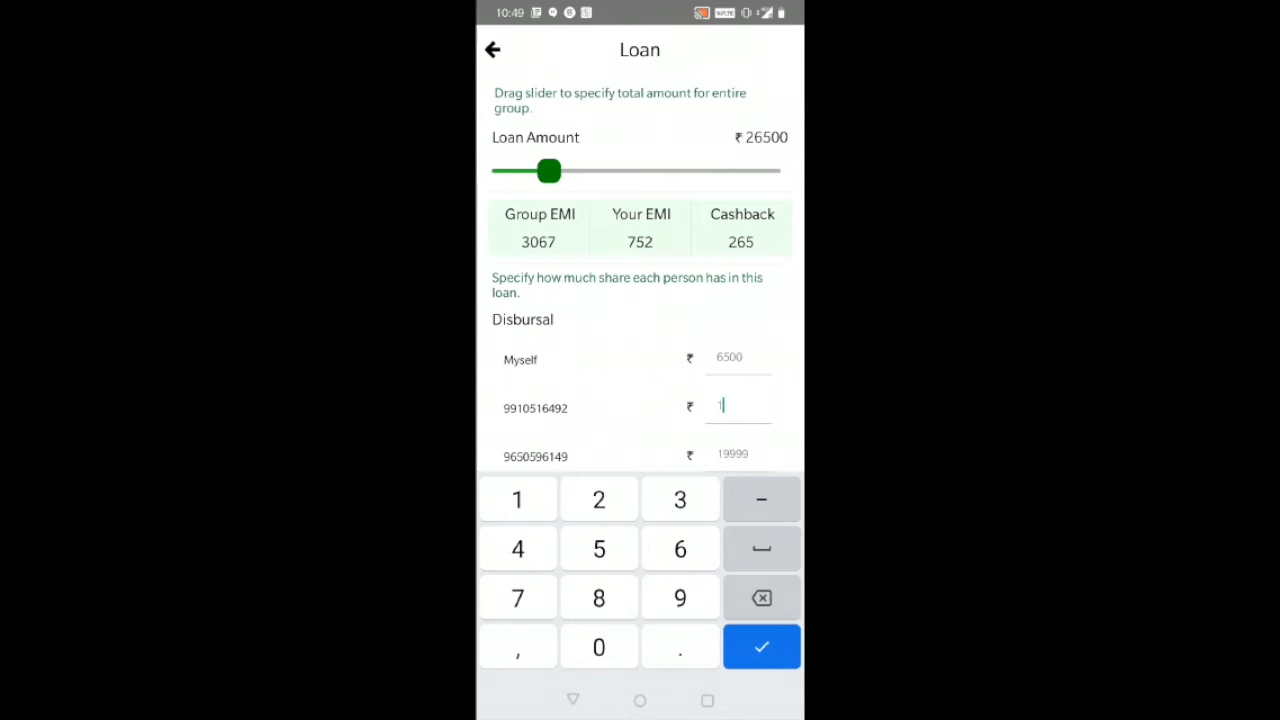 10:49 VoLTE
Loan
Drag slider to specify total amount for entire
group.
Loan Amount ₹ 26500
Group EMI Your EMI Cashback
3067 752 265
Specify how much share each person has in this
loan.
Disbursal
Myself ₹ 6500
9910516492 ₹ 1
9650596149 ₹ 19999
1 2 3 -
4 5 6
7 8 9
, 0 .